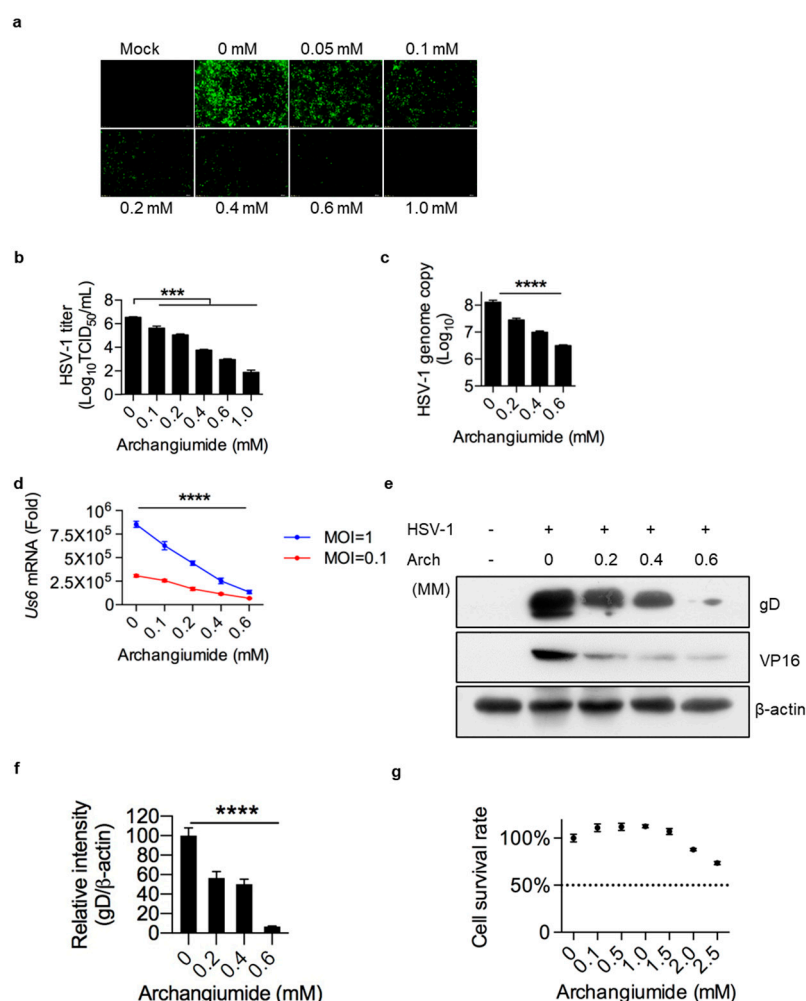 a
Mock 0 mM 0.05 mM 0.1 mM
0.2 mM 0.4 mM 0.6 mM 1.0 mM
b
HSV-1 titer
(Log10TCID50/mL)
***
8
6
4
2
0
0 0.1 0.2 0.4 0.6 1.0
Archangiumide (mM)
c
HSV-1 genome copy
(Log10)
****
8
7
6
5
0 0.2 0.4 0.6
Archangiumide (mM)
d
Us6 mRNA (Fold)
****
10^6
7.5X10^5
5X10^5
2.5X10^5
0
MOI=1
MOI=0.1
0 0.1 0.2 0.4 0.6
Archangiumide (mM)
e
HSV-1 - + + + +
Arch - 0 0.2 0.4 0.6
(MM)
gD
VP16
β-actin
f
Relative intensity
(gD/β-actin)
****
120
100
80
60
40
20
0
0 0.2 0.4 0.6
Archangiumide (mM)
g
Cell survival rate
100%
50%
0
0 0.1 0.5 1.0 1.5 2.0 2.5
Archangiumide (mM)